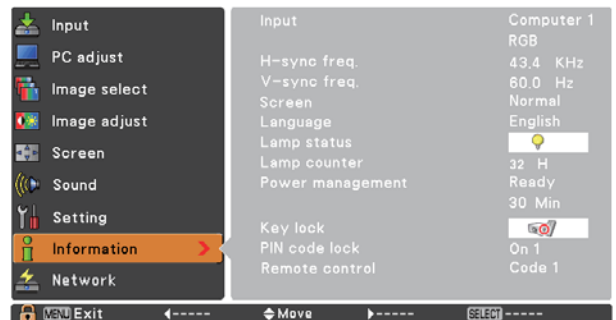 Input
PC adjust
Image select
Image adjust
Screen
Sound
Setting
Information
Network
Input Computer 1
RGB
H-sync freq. 43.4 KHz
V-sync freq. 60.0 Hz
Screen Normal
Language English
Lamp status
Lamp counter 32 H
Power management Ready
30 Min
Key lock
PIN code lock On 1
Remote control Code 1
MENU Exit ----- Move ----- SELECT -----